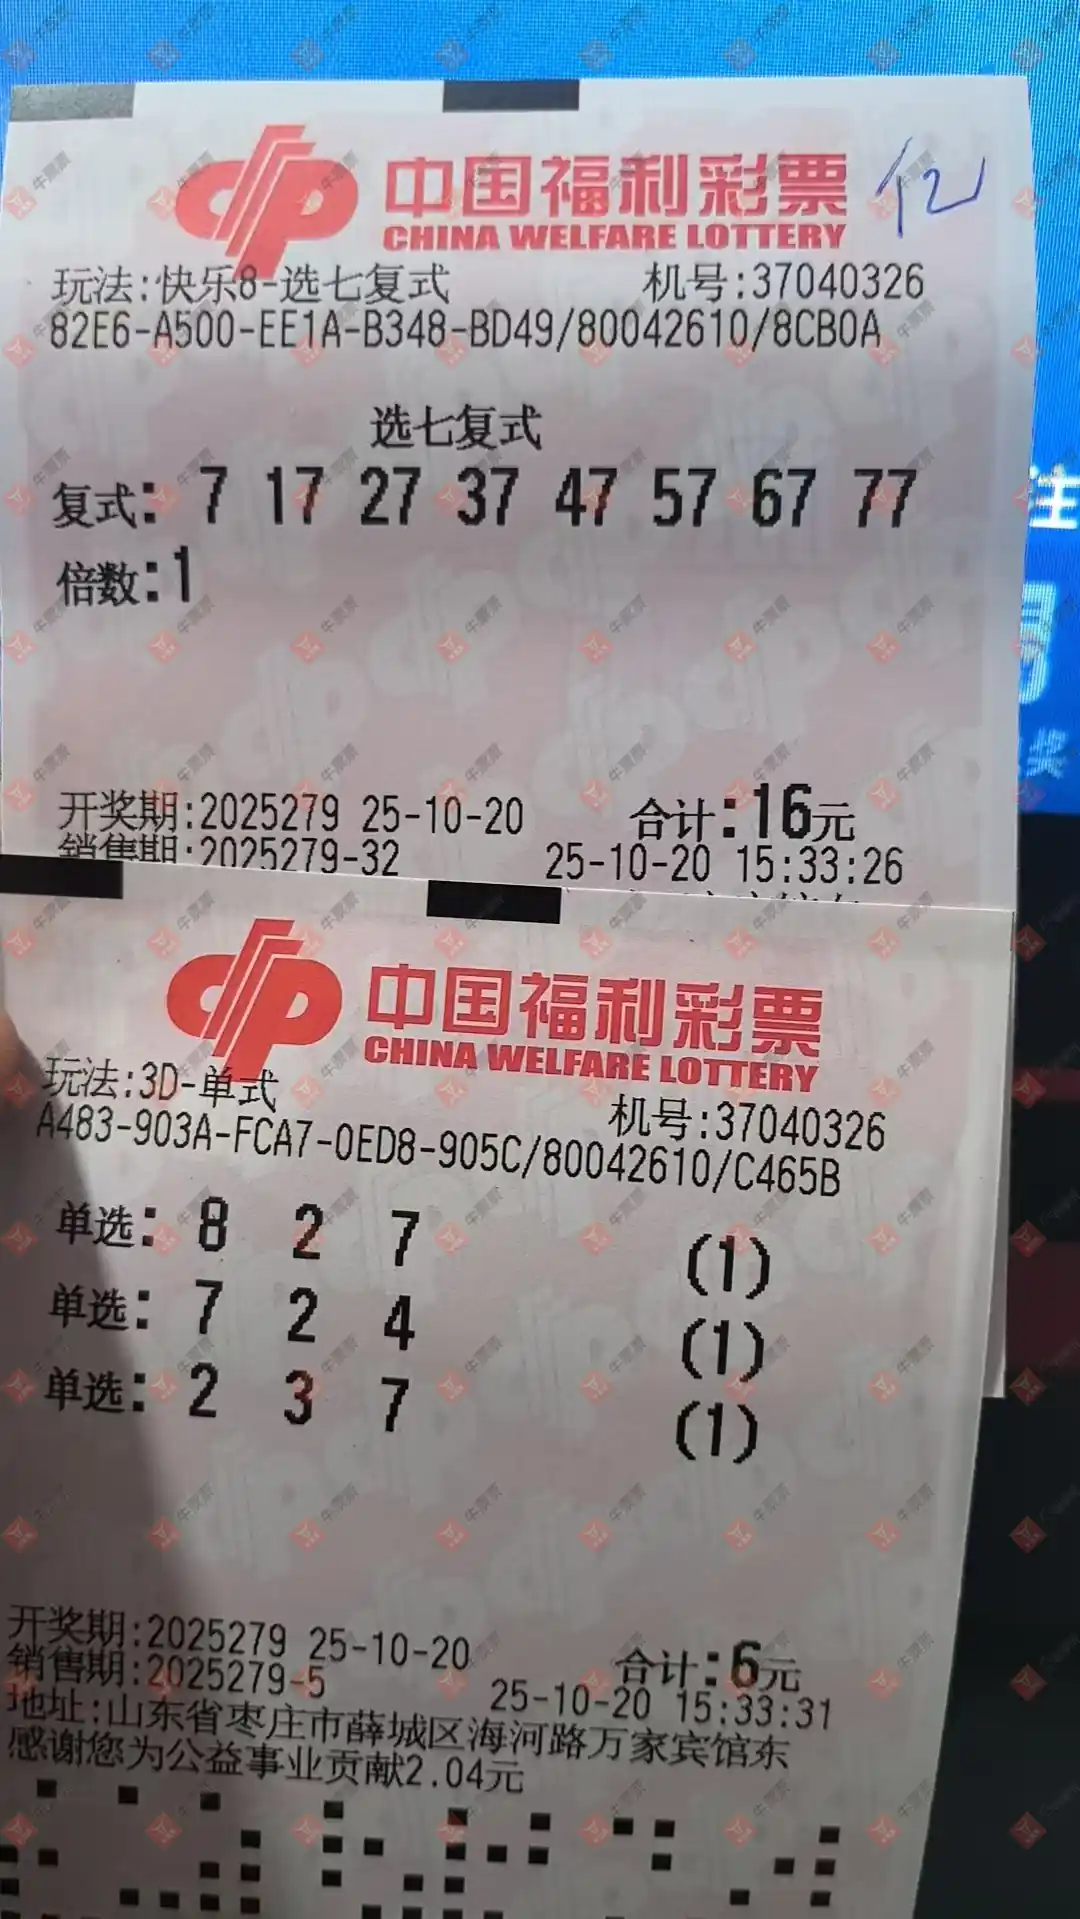 中国福利彩票
CHINA WELFARE LOTTERY
12
玩法:快乐8-选七复式 机号:37040326
82E6-A500-EE1A-B348-BD49/80042610/8CB0A
选七复式
复式: 7 17 27 37 47 57 67 77
倍数:1
注
奖
开奖期:2025279 25-10-20 合计:16元
销售期:2025279-32 25-10-20 15:33:26
中国福利彩票
CHINA WELFARE LOTTERY
玩法:3D-单式 机号:37040326
A483-903A-FCA7-0ED8-905C/80042610/C465B
单选: 8 2 7 (1)
单选: 7 2 4 (1)
单选: 2 3 7 (1)
开奖期:2025279 25-10-20 合计:6元
销售期:2025279-5 25-10-20 15:33:31
地址:山东省枣庄市薛城区海河路万家宾馆东
感谢您为公益事业贡献2.04元